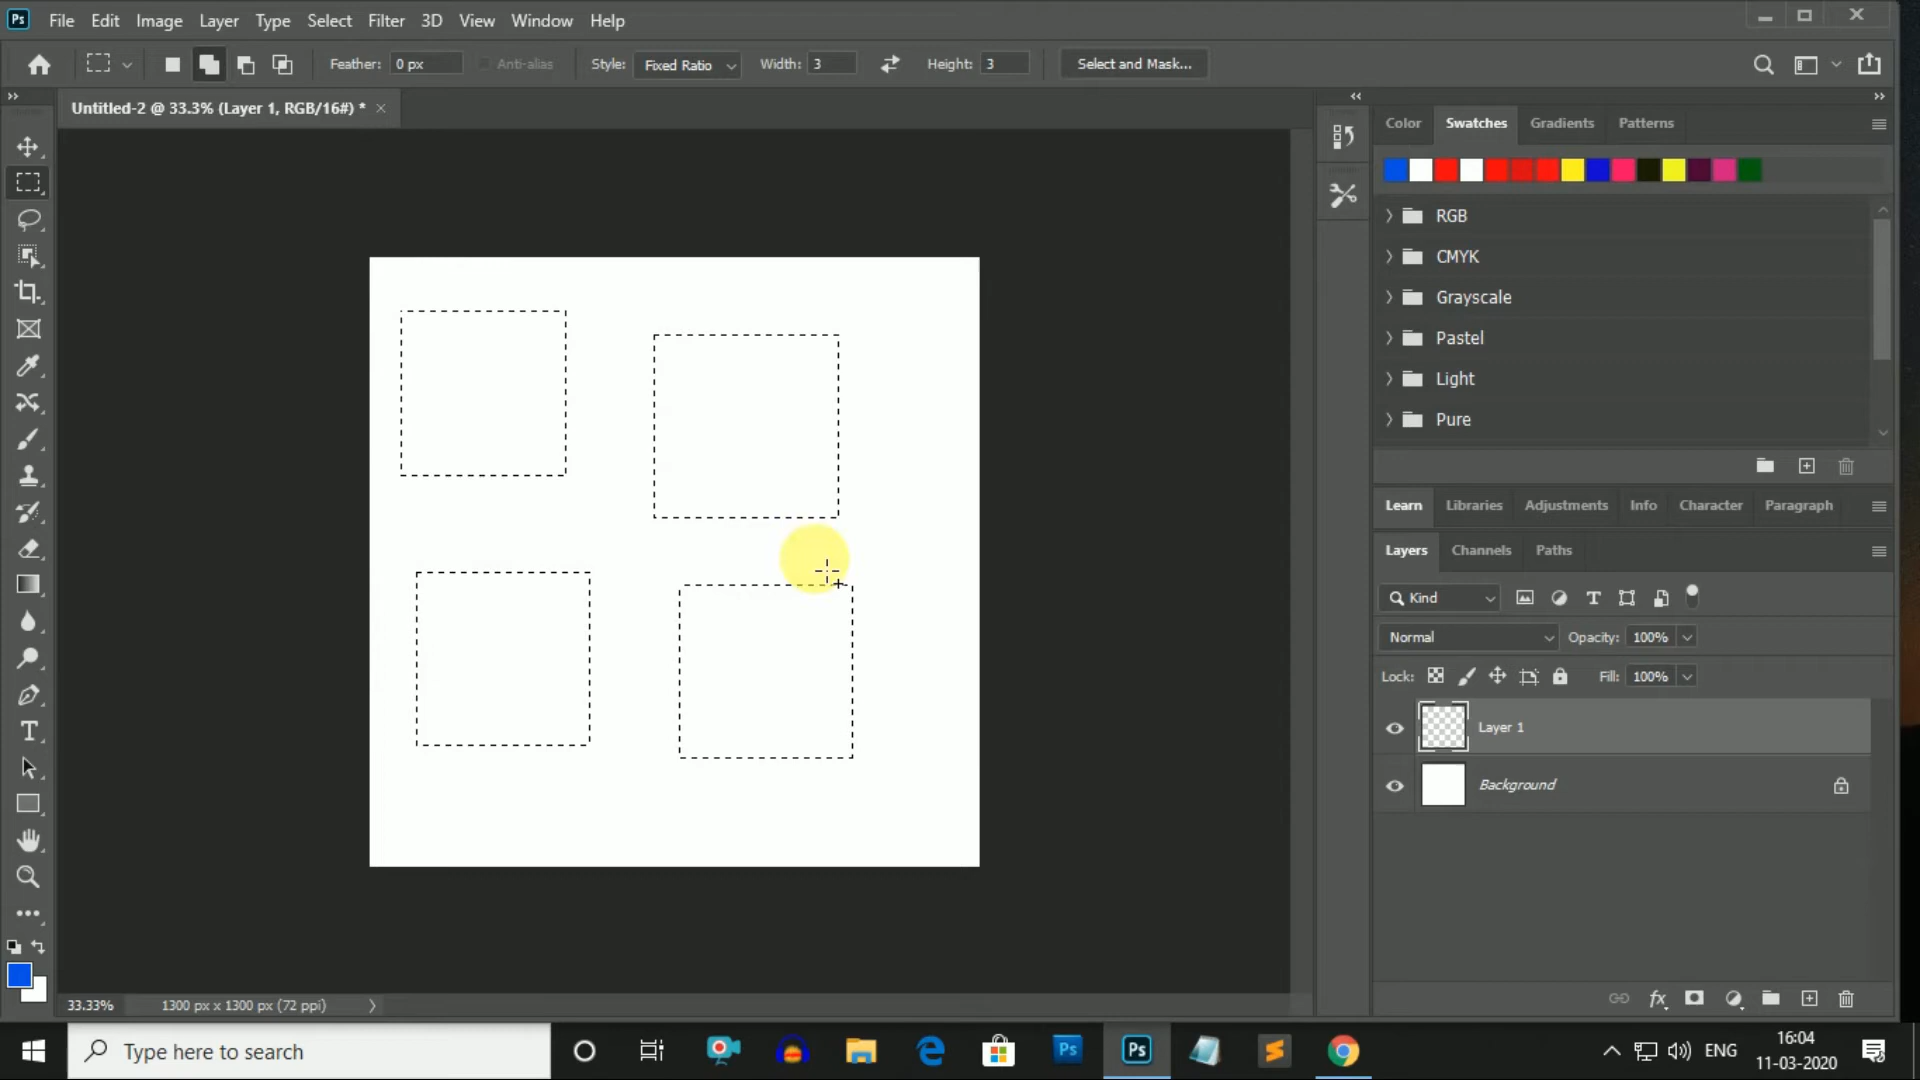 Ps File Edit Image Layer Type Select Filter 3D View Window Help
Feather: 0 px Anti-alias Style: Fixed Ratio Width: 3 Height: 3 Select and Mask...
Untitled-2 @ 33.3% (Layer 1, RGB/16#) * ×
Color Swatches Gradients Patterns
RGB
CMYK
Grayscale
Pastel
Light
Pure
Learn Libraries Adjustments Info Character Paragraph
Layers Channels Paths
Kind
Normal Opacity: 100%
Lock: Fill: 100%
Layer 1
Background
fx
33.33% 1300 px x 1300 px (72 ppi)
Type here to search
Ps
Ps
ENG
16:04
11-03-2020